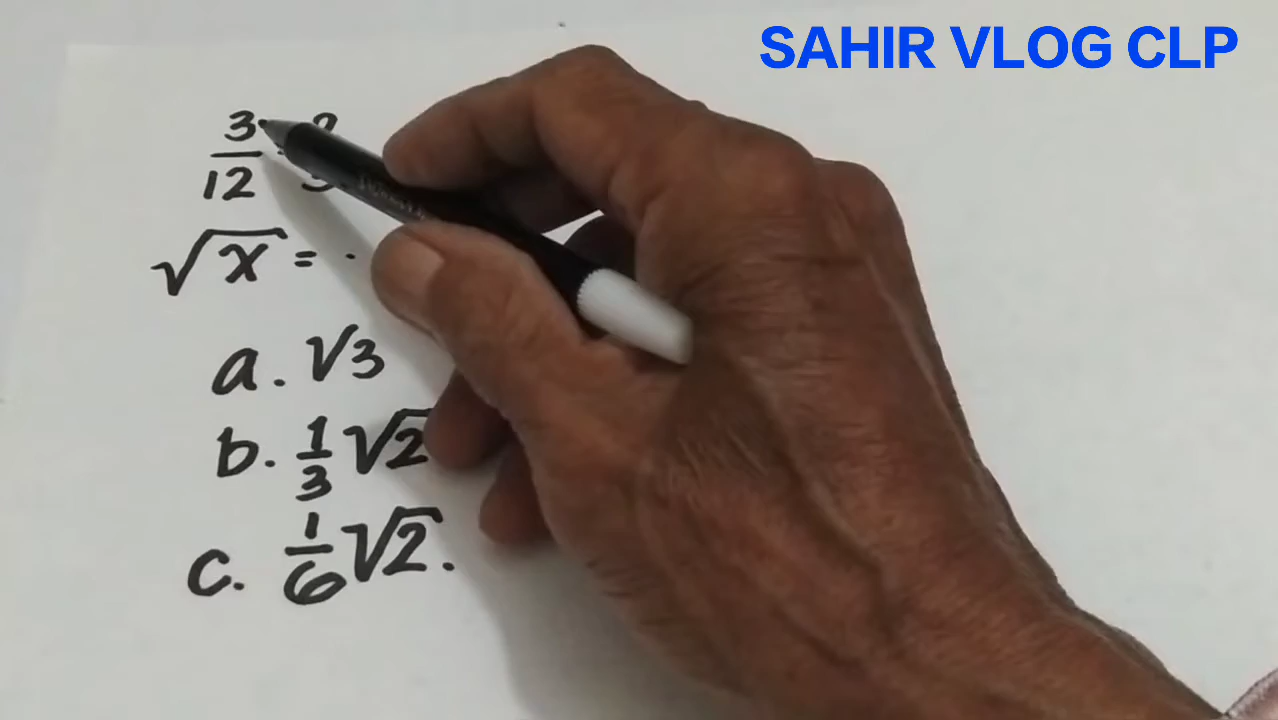 SAHIR VLOG CLP
3
12
√x = .
a. √3
b. 1/3 √2
c. 1/6 √2.